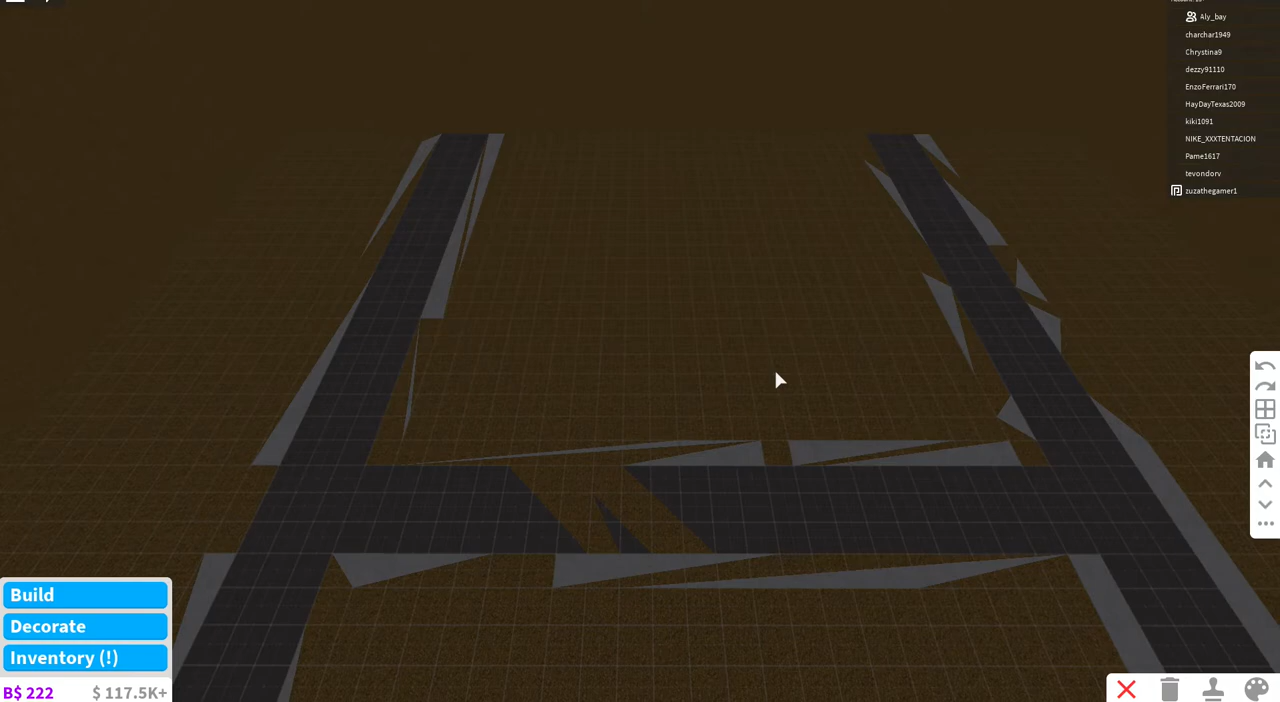 Aly_bay
charchar1949
Chrystina9
dezzy91110
EnzoFerrari170
HayDayTexas2009
kiki1091
NIKE_XXXTENTACION
Pame1617
tevondorv
zuzathegamer1
Build
Decorate
Inventory (!)
B$ 222 $ 117.5K+